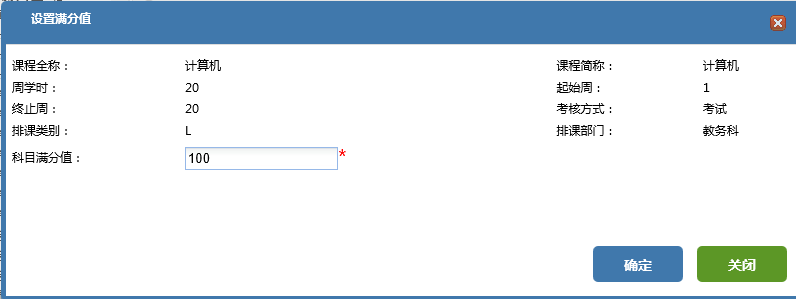 设置满分值
课程全称： 计算机 课程简称： 计算机
周学时： 20 起始周： 1
终止周： 20 考核方式： 考试
排课类别： L 排课部门： 教务科
科目满分值： 100 *
确定 关闭